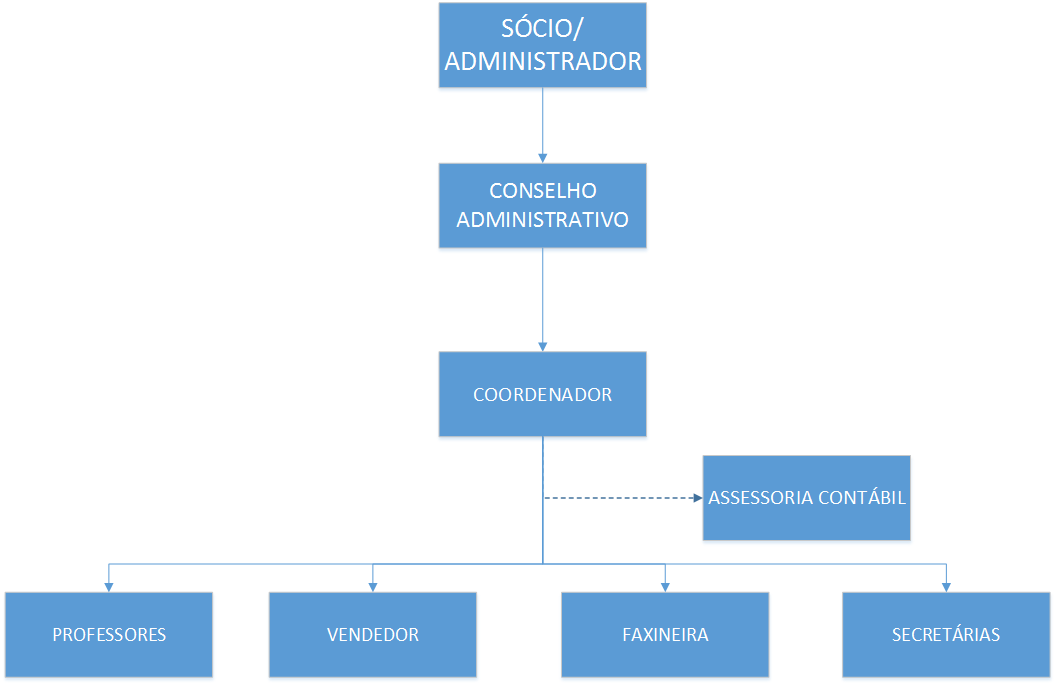 SÓCIO/
ADMINISTRADOR
CONSELHO
ADMINISTRATIVO
COORDENADOR
ASSESSORIA CONTÁBIL
PROFESSORES
VENDEDOR
FAXINEIRA
SECRETÁRIAS